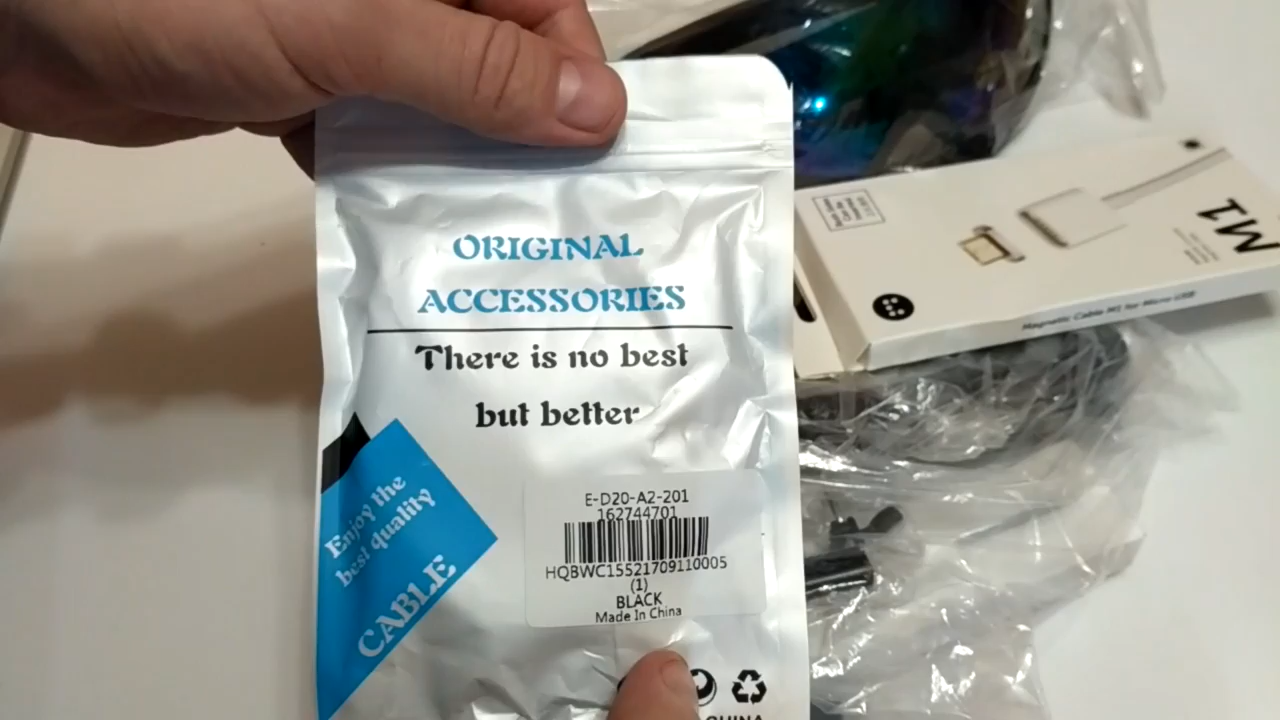 ORIGINAL
ACCESSORIES
There is no best
but better
Enjoy the
best quality
CABLE
E-D20-A2-201
162744701
HQBWC15521709110005
(1)
BLACK
Made In China
CHINA
M1
Magnetic Cable M1 for Micro USB